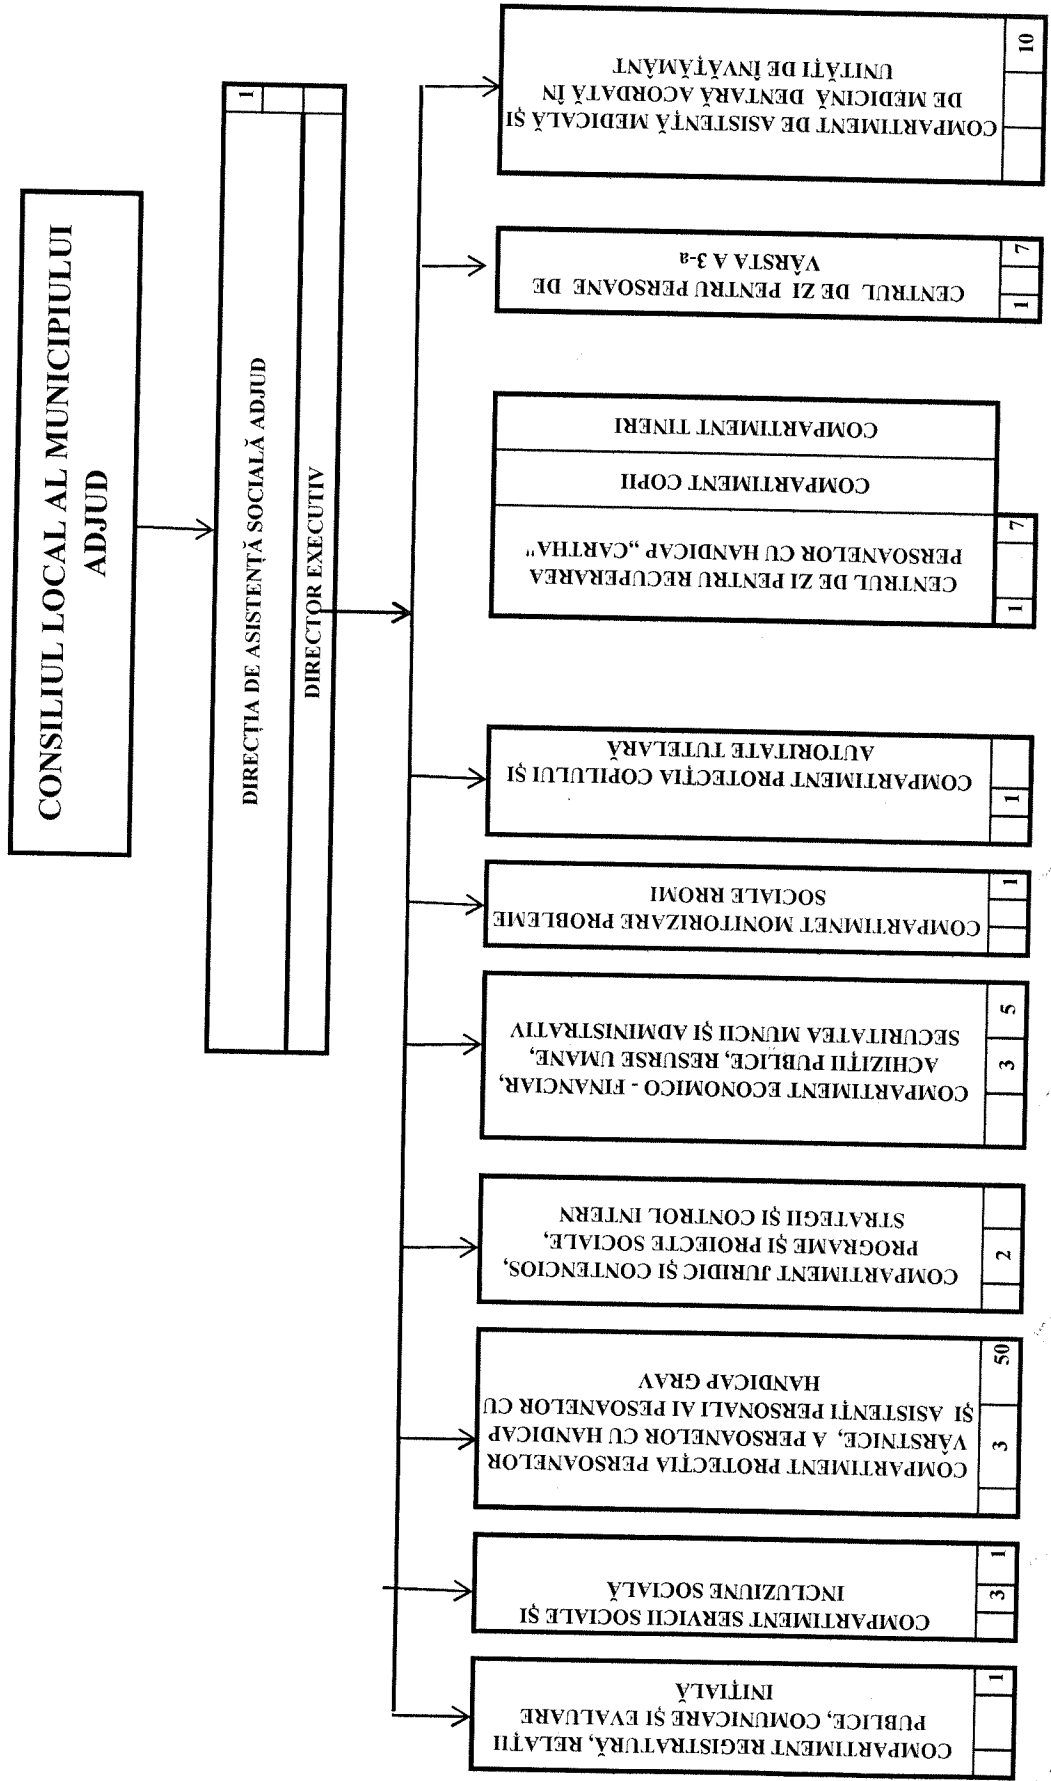 CONSILIUL LOCAL AL MUNICIPIULUI
ADJUD
DIRECȚIA DE ASISTENȚĂ SOCIALĂ ADJUD
1
DIRECTOR EXECUTIV
COMPARTIMENT REGISTRATURĂ, RELAȚII
PUBLICE, COMUNICARE ȘI EVALUARE
INIȚIALĂ
1
COMPARTIMENT SERVICII SOCIALE ȘI
INCLUZIUNE SOCIALĂ
3 1
COMPARTIMENT PROTECȚIA PERSOANELOR
VÂRSTNICE, A PERSOANELOR CU HANDICAP
ȘI ASISTENȚI PERSONALI AI PESOANELOR CU
HANDICAP GRAV
3 50
COMPARTIMENT JURIDIC ȘI CONTENCIOS,
PROGRAME ȘI PROIECTE SOCIALE,
STRATEGII ȘI CONTROL INTERN
2
COMPARTIMENT ECONOMICO - FINANCIAR,
ACHIZIȚII PUBLICE, RESURSE UMANE,
SECURITATEA MUNCII ȘI ADMINISTRATIV
3 5
COMPARTIMNET MONITORIZARE PROBLEME
SOCIALE RROMI
1
COMPARTIMENT PROTECȚIA COPILULUI ȘI
AUTORITATE TUTELARĂ
1
CENTRUL DE ZI PENTRU RECUPERAREA
PERSOANELOR CU HANDICAP „CARTHA"
1 7
COMPARTIMENT COPII
COMPARTIMENT TINERI
CENTRUL DE ZI PENTRU PERSOANE DE
VÂRSTA A 3-a
1 7
COMPARTIMENT DE ASISTENȚĂ MEDICALĂ ȘI
DE MEDICINĂ DENTARĂ ACORDATĂ ÎN
UNITĂȚI DE ÎNVĂȚĂMÂNT
10